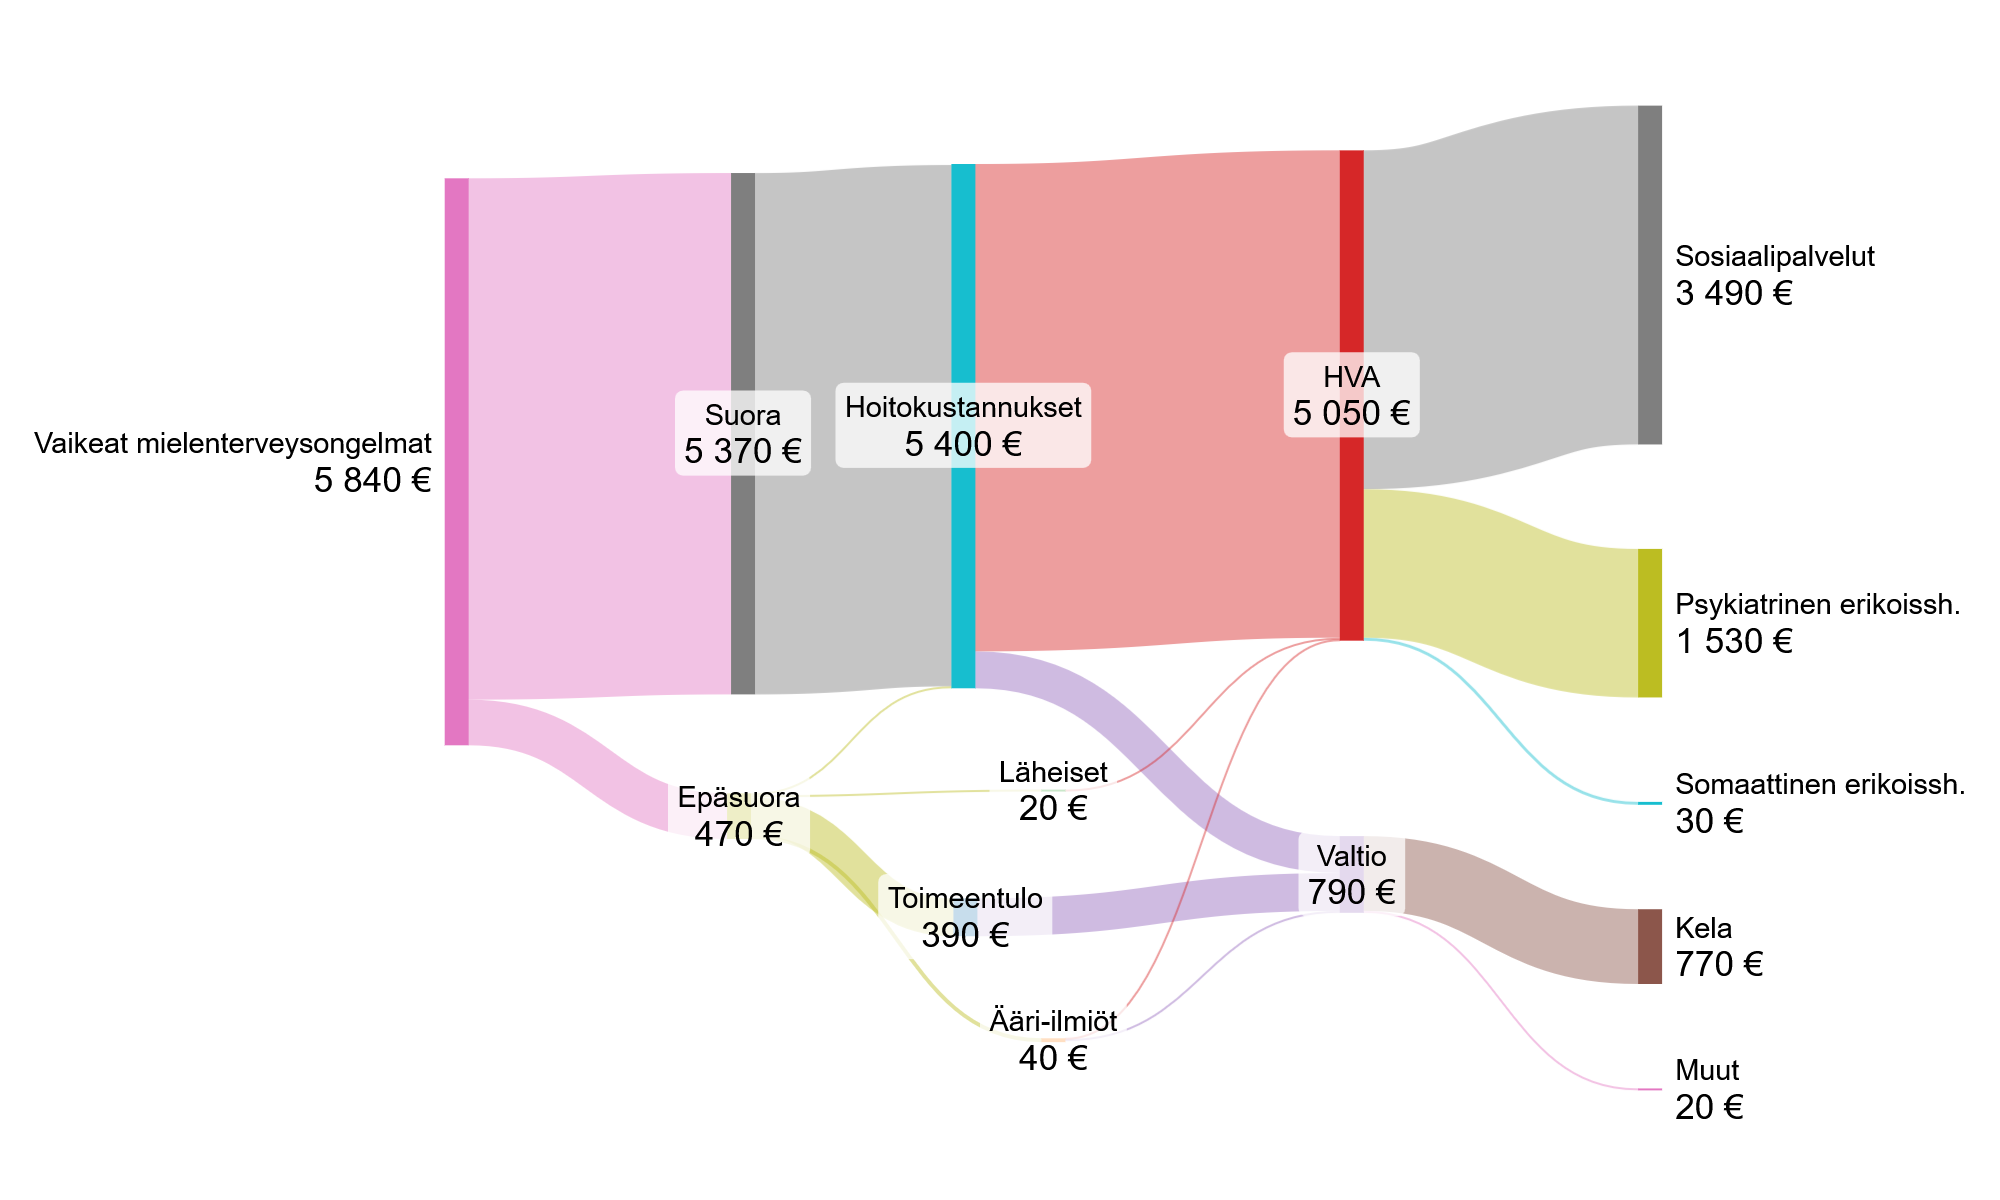 Vaikeat mielenterveysongelmat
5 840 €
Suora
5 370 €
Epäsuora
470 €
Hoitokustannukset
5 400 €
Läheiset
20 €
Toimeentulo
390 €
Ääri-ilmiöt
40 €
HVA
5 050 €
Valtio
790 €
Sosiaalipalvelut
3 490 €
Psykiatrinen erikoissh.
1 530 €
Somaattinen erikoissh.
30 €
Kela
770 €
Muut
20 €